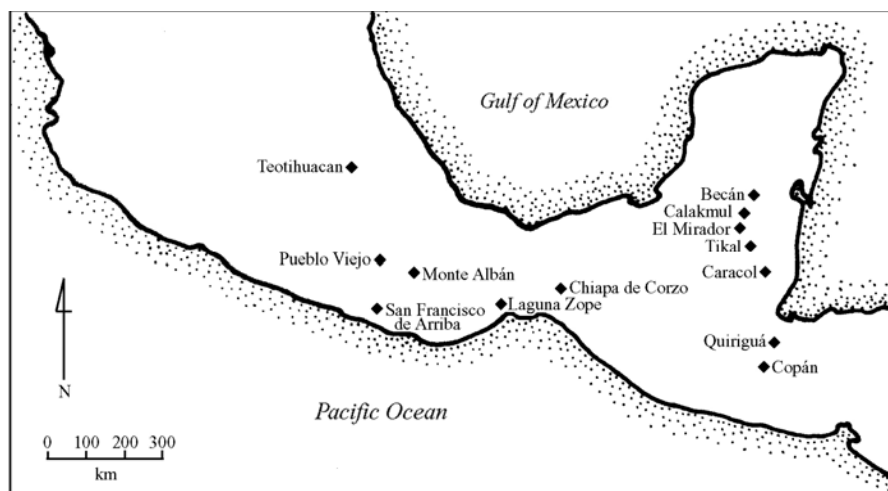 Gulf of Mexico
Teotihuacan
Becán
Calakmul
El Mirador
Tikal
Pueblo Viejo
Monte Albán
Caracol
Chiapa de Corzo
San Francisco
de Arriba
Laguna Zope
Quiriguá
Copán
N
Pacific Ocean
0 100 200 300
km